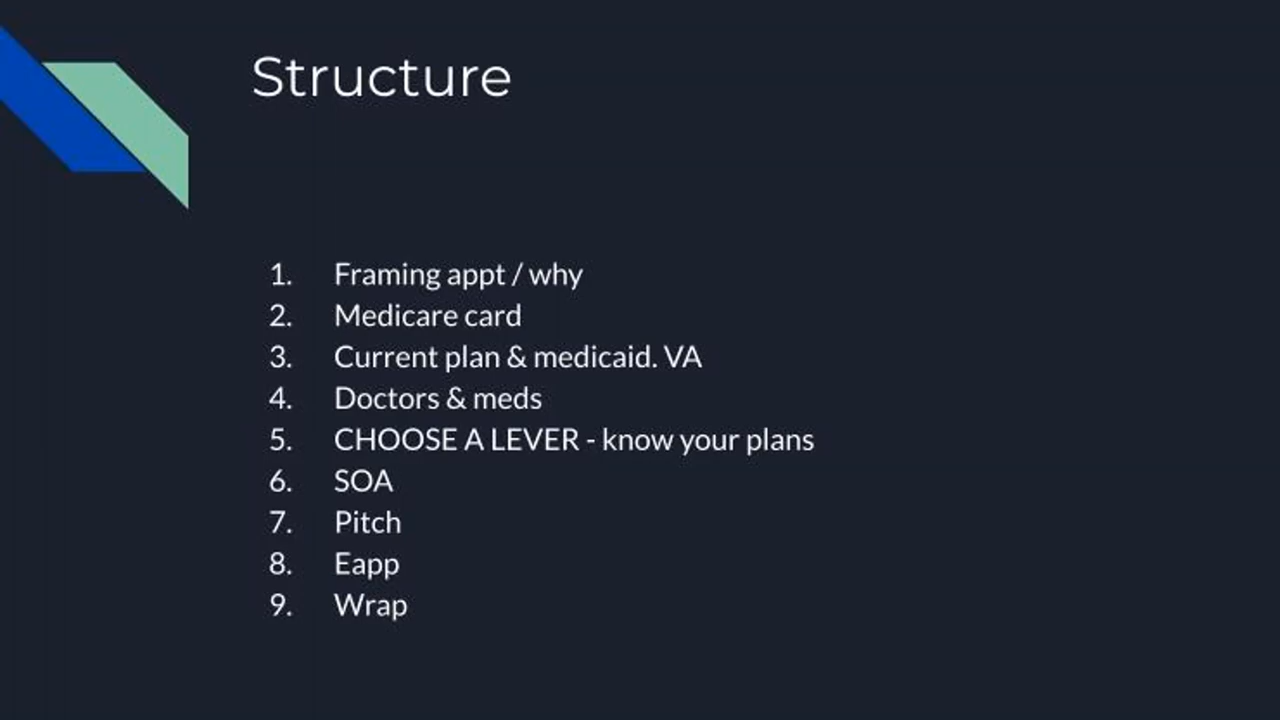 Structure
1. Framing appt / why
2. Medicare card
3. Current plan & medicaid. VA
4. Doctors & meds
5. CHOOSE A LEVER - know your plans
6. SOA
7. Pitch
8. Eapp
9. Wrap